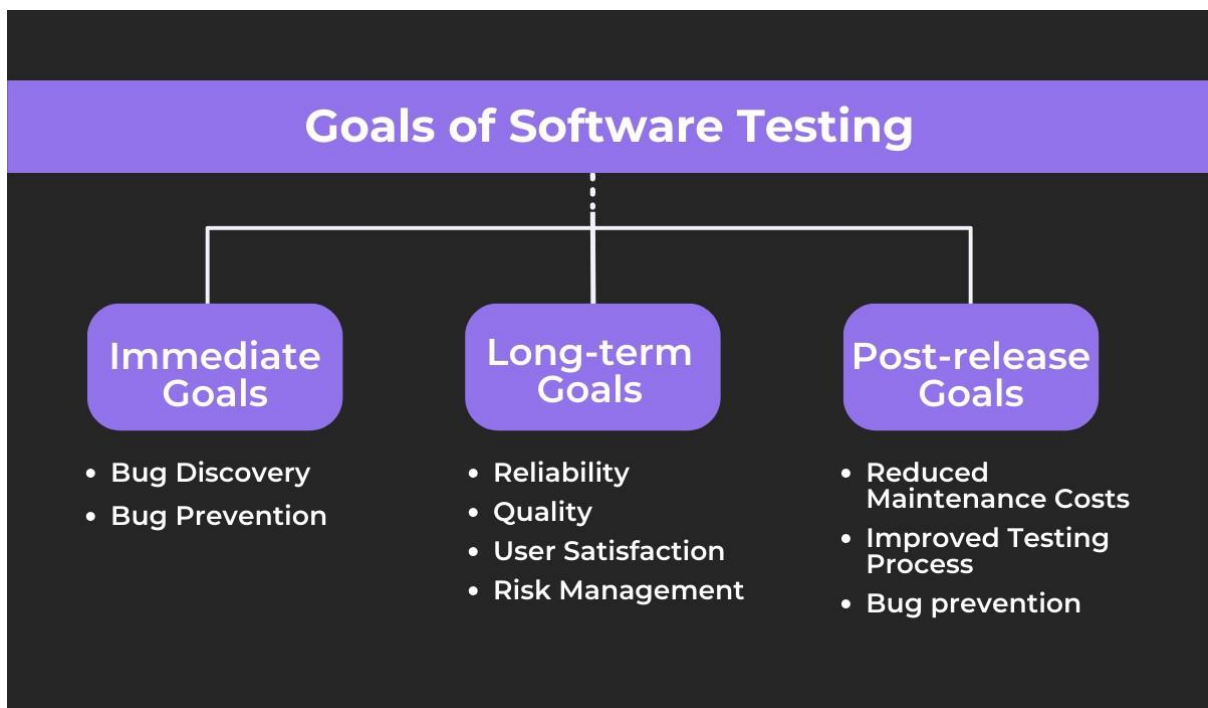 Goals of Software Testing
Immediate
Goals
• Bug Discovery
• Bug Prevention
Long-term
Goals
• Reliability
• Quality
• User Satisfaction
• Risk Management
Post-release
Goals
• Reduced
Maintenance Costs
• Improved Testing
Process
• Bug prevention